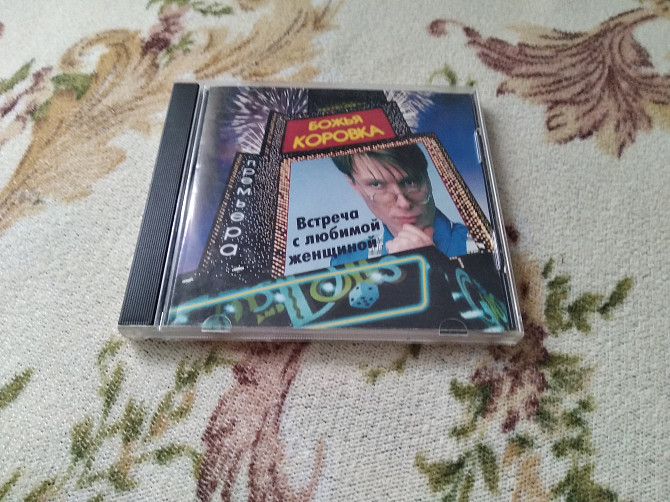 БОЖЬЯ
КОРОВКА
премьера
Встреча
с любимой
женщиной